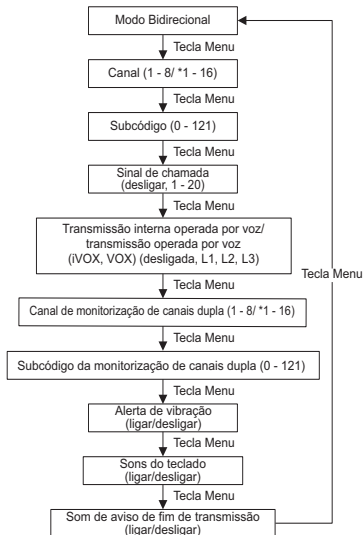 Modo Bidirecional
Tecla Menu
Canal (1 - 8/ *1 - 16)
Tecla Menu
Subcódigo (0 - 121)
Tecla Menu
Sinal de chamada
(desligar, 1 - 20)
Tecla Menu
Transmissão interna operada por voz/
transmissão operada por voz
(iVOX, VOX) (desligada, L1, L2, L3)
Tecla Menu
Tecla Menu
Canal de monitorização de canais dupla (1 - 8/ *1 - 16)
Tecla Menu
Subcódigo da monitorização de canais dupla (0 - 121)
Tecla Menu
Alerta de vibração
(ligar/desligar)
Tecla Menu
Sons do teclado
(ligar/desligar)
Tecla Menu
Som de aviso de fim de transmissão
(ligar/desligar)